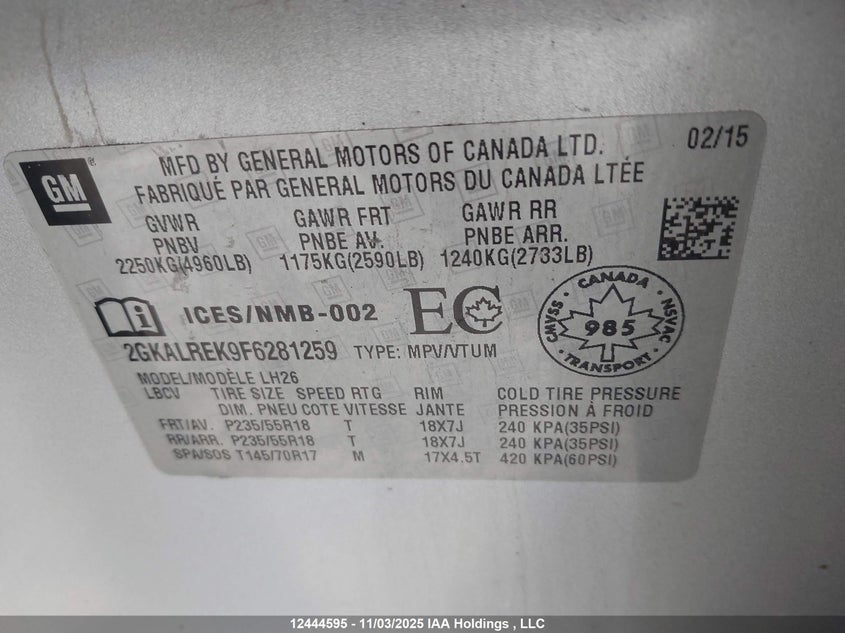 GM
MFD BY GENERAL MOTORS OF CANADA LTD. 02/15
FABRIQUÉ PAR GENERAL MOTORS DU CANADA LTÉE
GVWR GAWR FRT GAWR RR
PNBV PNBE AV. PNBE ARR.
2250KG(4960LB) 1175KG(2590LB) 1240KG(2733LB)
ICES/NMB-002 EC
CANADA CMVSS 985 NSVAC TRANSPORT
2GKALREK9F6281259 TYPE: MPV/VTUM
MODEL/MODÈLE LH26
LBCV TIRE SIZE SPEED RTG RIM COLD TIRE PRESSURE
DIM. PNEU COTE VITESSE JANTE PRESSION À FROID
FRT/AV. P235/55R18 T 18X7J 240 KPA(35PSI)
RR/ARR. P235/55R18 T 18X7J 240 KPA(35PSI)
SPA/SOS T145/70R17 M 17X4.5T 420 KPA(60PSI)
12444595 - 11/03/2025 IAA Holdings , LLC